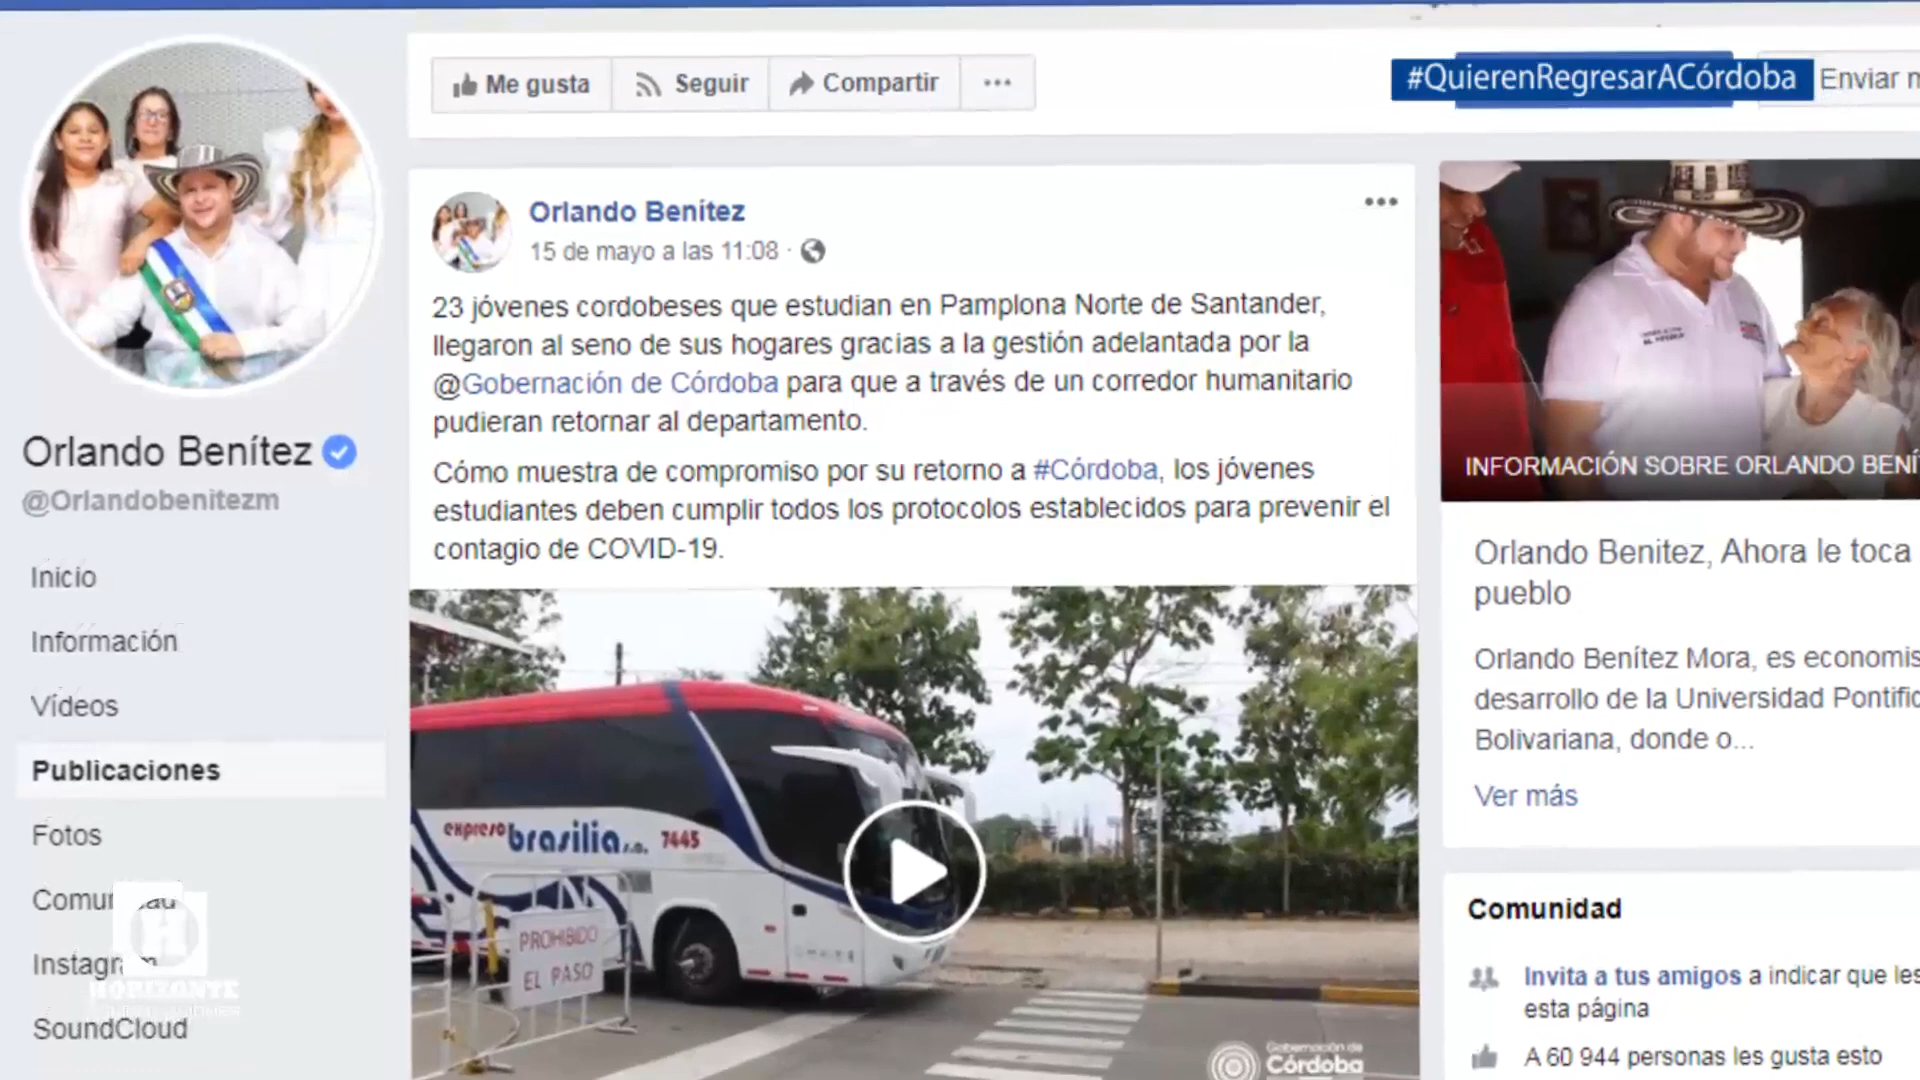 Me gusta
Seguir
Compartir
#QuierenRegresarACórdoba
Enviar
Orlando Benítez
15 de mayo a las 11:08 ·
23 jóvenes cordobeses que estudian en Pamplona Norte de Santander,
llegaron al seno de sus hogares gracias a la gestión adelantada por la
@Gobernación de Córdoba para que a través de un corredor humanitario
pudieran retornar al departamento.
Cómo muestra de compromiso por su retorno a #Córdoba, los jóvenes
estudiantes deben cumplir todos los protocolos establecidos para prevenir el
contagio de COVID-19.
expreso brasilia s.a. 7445
PROHIBIDO
EL PASO
Gobernación de
Córdoba
Orlando Benítez
@Orlandobenitezm
Inicio
Información
Vídeos
Publicaciones
Fotos
Comunidad
Instagram
SoundCloud
H
HORIZONTE
INFORMACIÓN SOBRE ORLANDO BENÍ
Orlando Benitez, Ahora le toca
pueblo
Orlando Benítez Mora, es economis
desarrollo de la Universidad Pontific
Bolivariana, donde o...
Ver más
Comunidad
Invita a tus amigos a indicar que les
esta página
A 60 944 personas les gusta esto